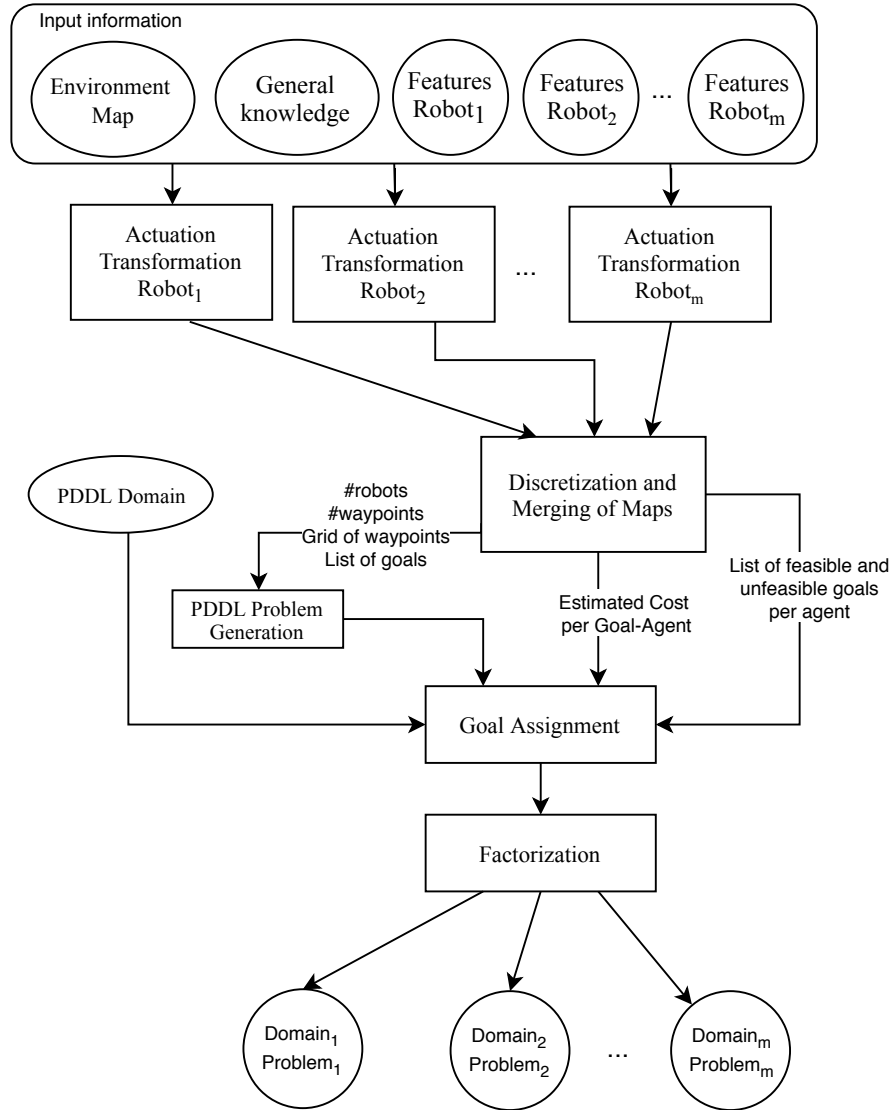 Input information
Environment
Map
General
knowledge
Features
Robot1
Features
Robot2
...
Features
Robotm
Actuation
Transformation
Robot1
Actuation
Transformation
Robot2
...
Actuation
Transformation
Robotm
PDDL Domain
#robots
#waypoints
Grid of waypoints
List of goals
Discretization and
Merging of Maps
List of feasible and
unfeasible goals
per agent
PDDL Problem
Generation
Estimated Cost
per Goal-Agent
Goal Assignment
Factorization
Domain1
Problem1
Domain2
Problem2
...
Domainm
Problemm